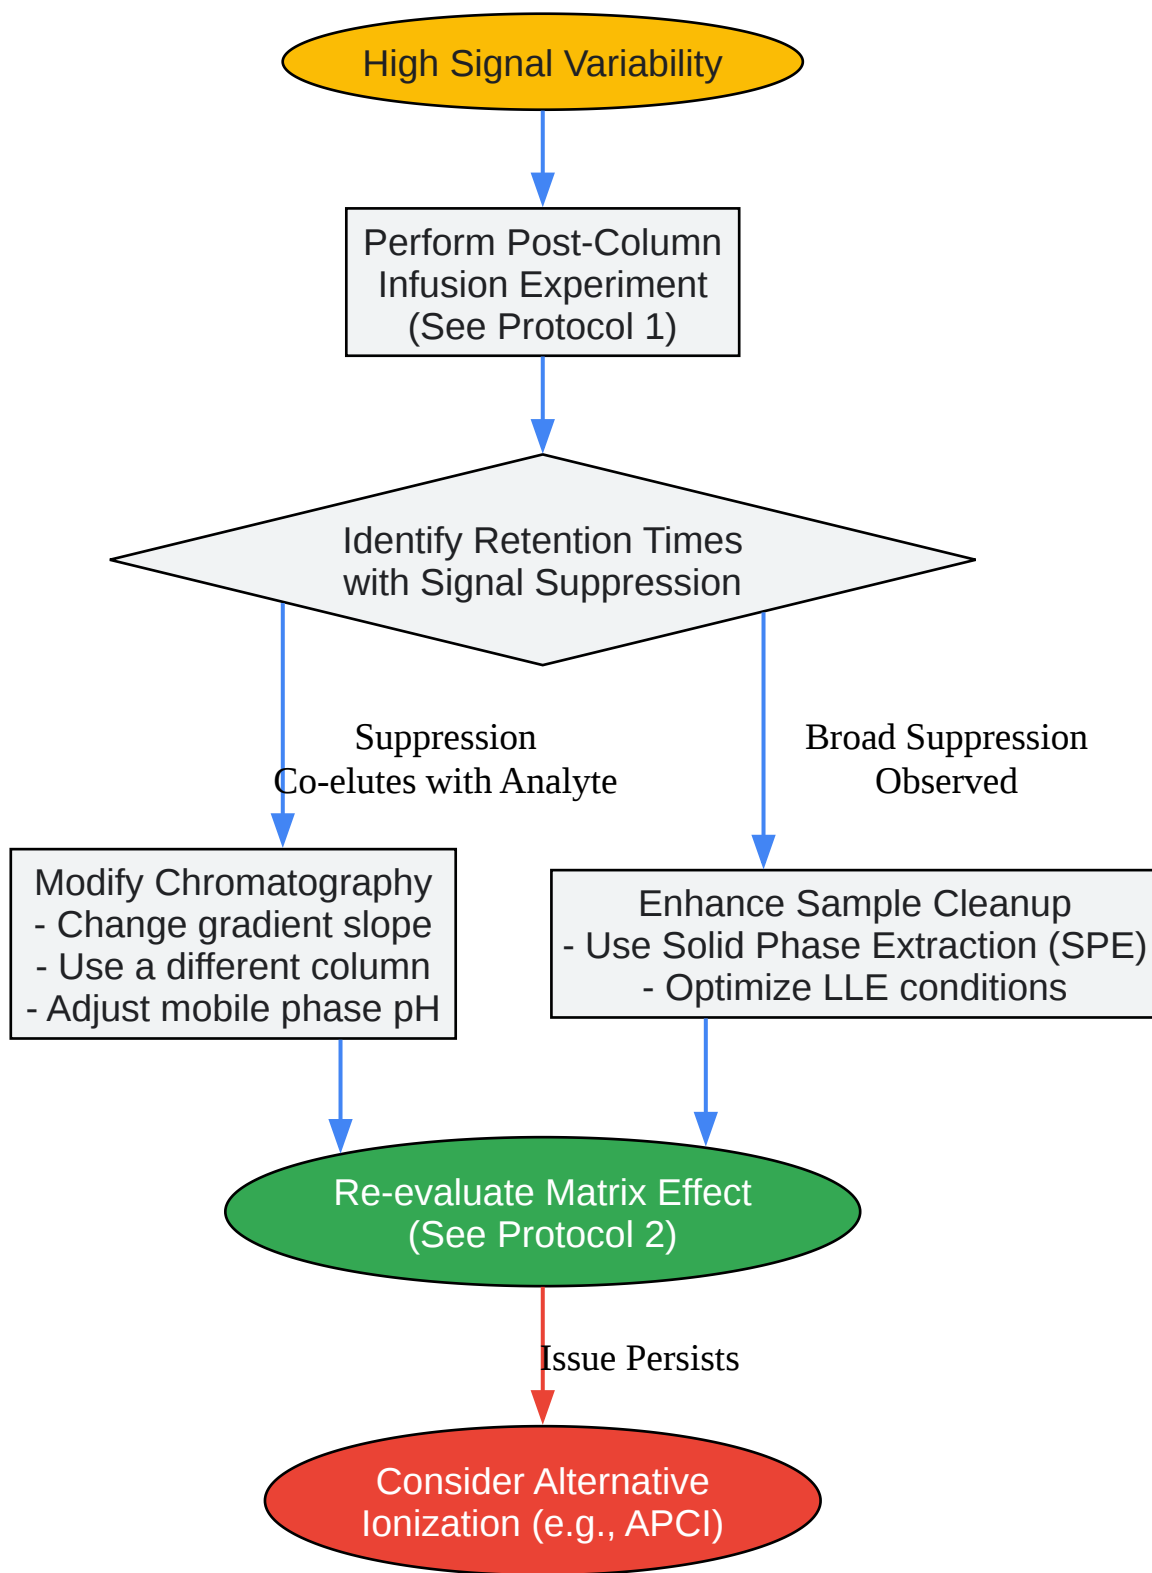 High Signal Variability
Perform Post-Column
Infusion Experiment
(See Protocol 1)
Identify Retention Times
with Signal Suppression
Suppression
Co-elutes with Analyte
Broad Suppression
Observed
Modify Chromatography
- Change gradient slope
- Use a different column
- Adjust mobile phase pH
Enhance Sample Cleanup
- Use Solid Phase Extraction (SPE)
- Optimize LLE conditions
Re-evaluate Matrix Effect
(See Protocol 2)
Issue Persists
Consider Alternative
Ionization (e.g., APCI)